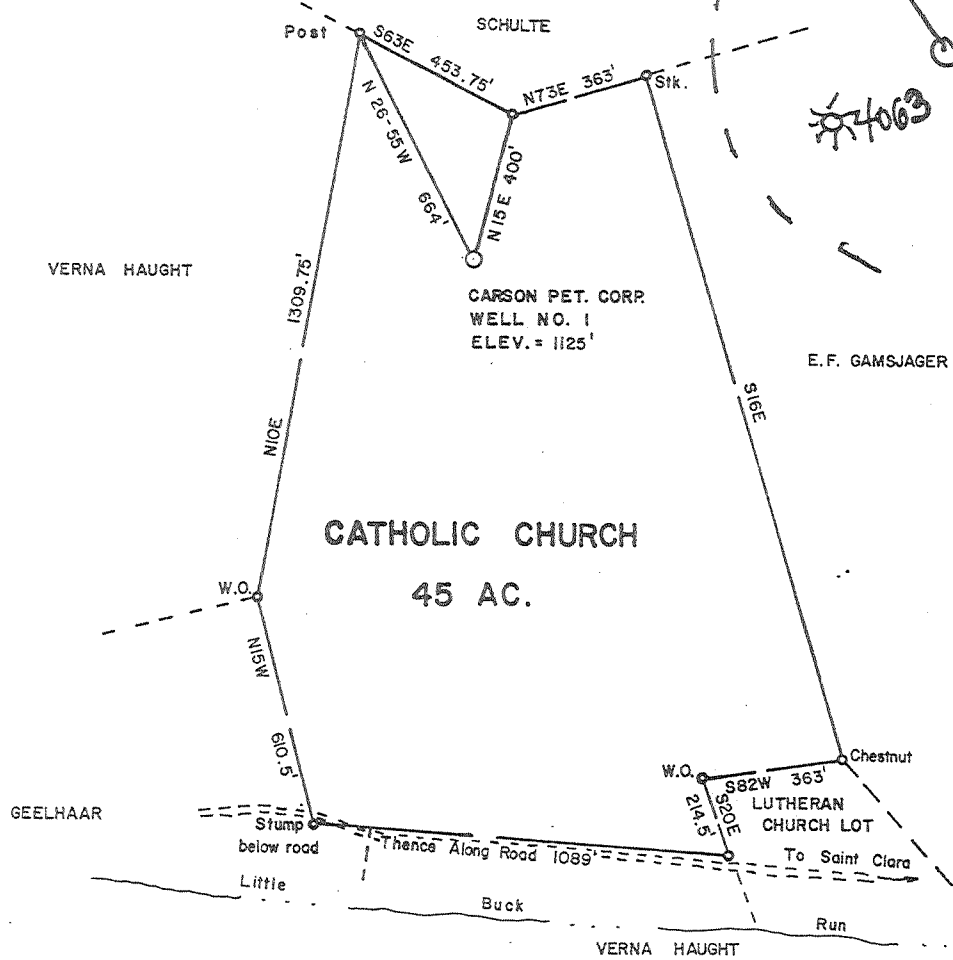 SCHULTE
Post
S63E 453.75'
N73E 363'
Stk.
4063
N 26-55W 664'
N 15 E 400'
VERNA HAUGHT
1309.75'
N10E
CARSON PET. CORP.
WELL NO. 1
ELEV. = 1125'
E.F. GAMSJAGER
S16E
CATHOLIC CHURCH
45 AC.
W.O.
N15W
610.5'
Chestnut
W.O.
S82W 363'
S20E
214.5'
LUTHERAN
CHURCH LOT
GEELHAAR
Stump
below road
Thence Along Road 1089'
To Saint Clara
Little Buck Run
VERNA HAUGHT